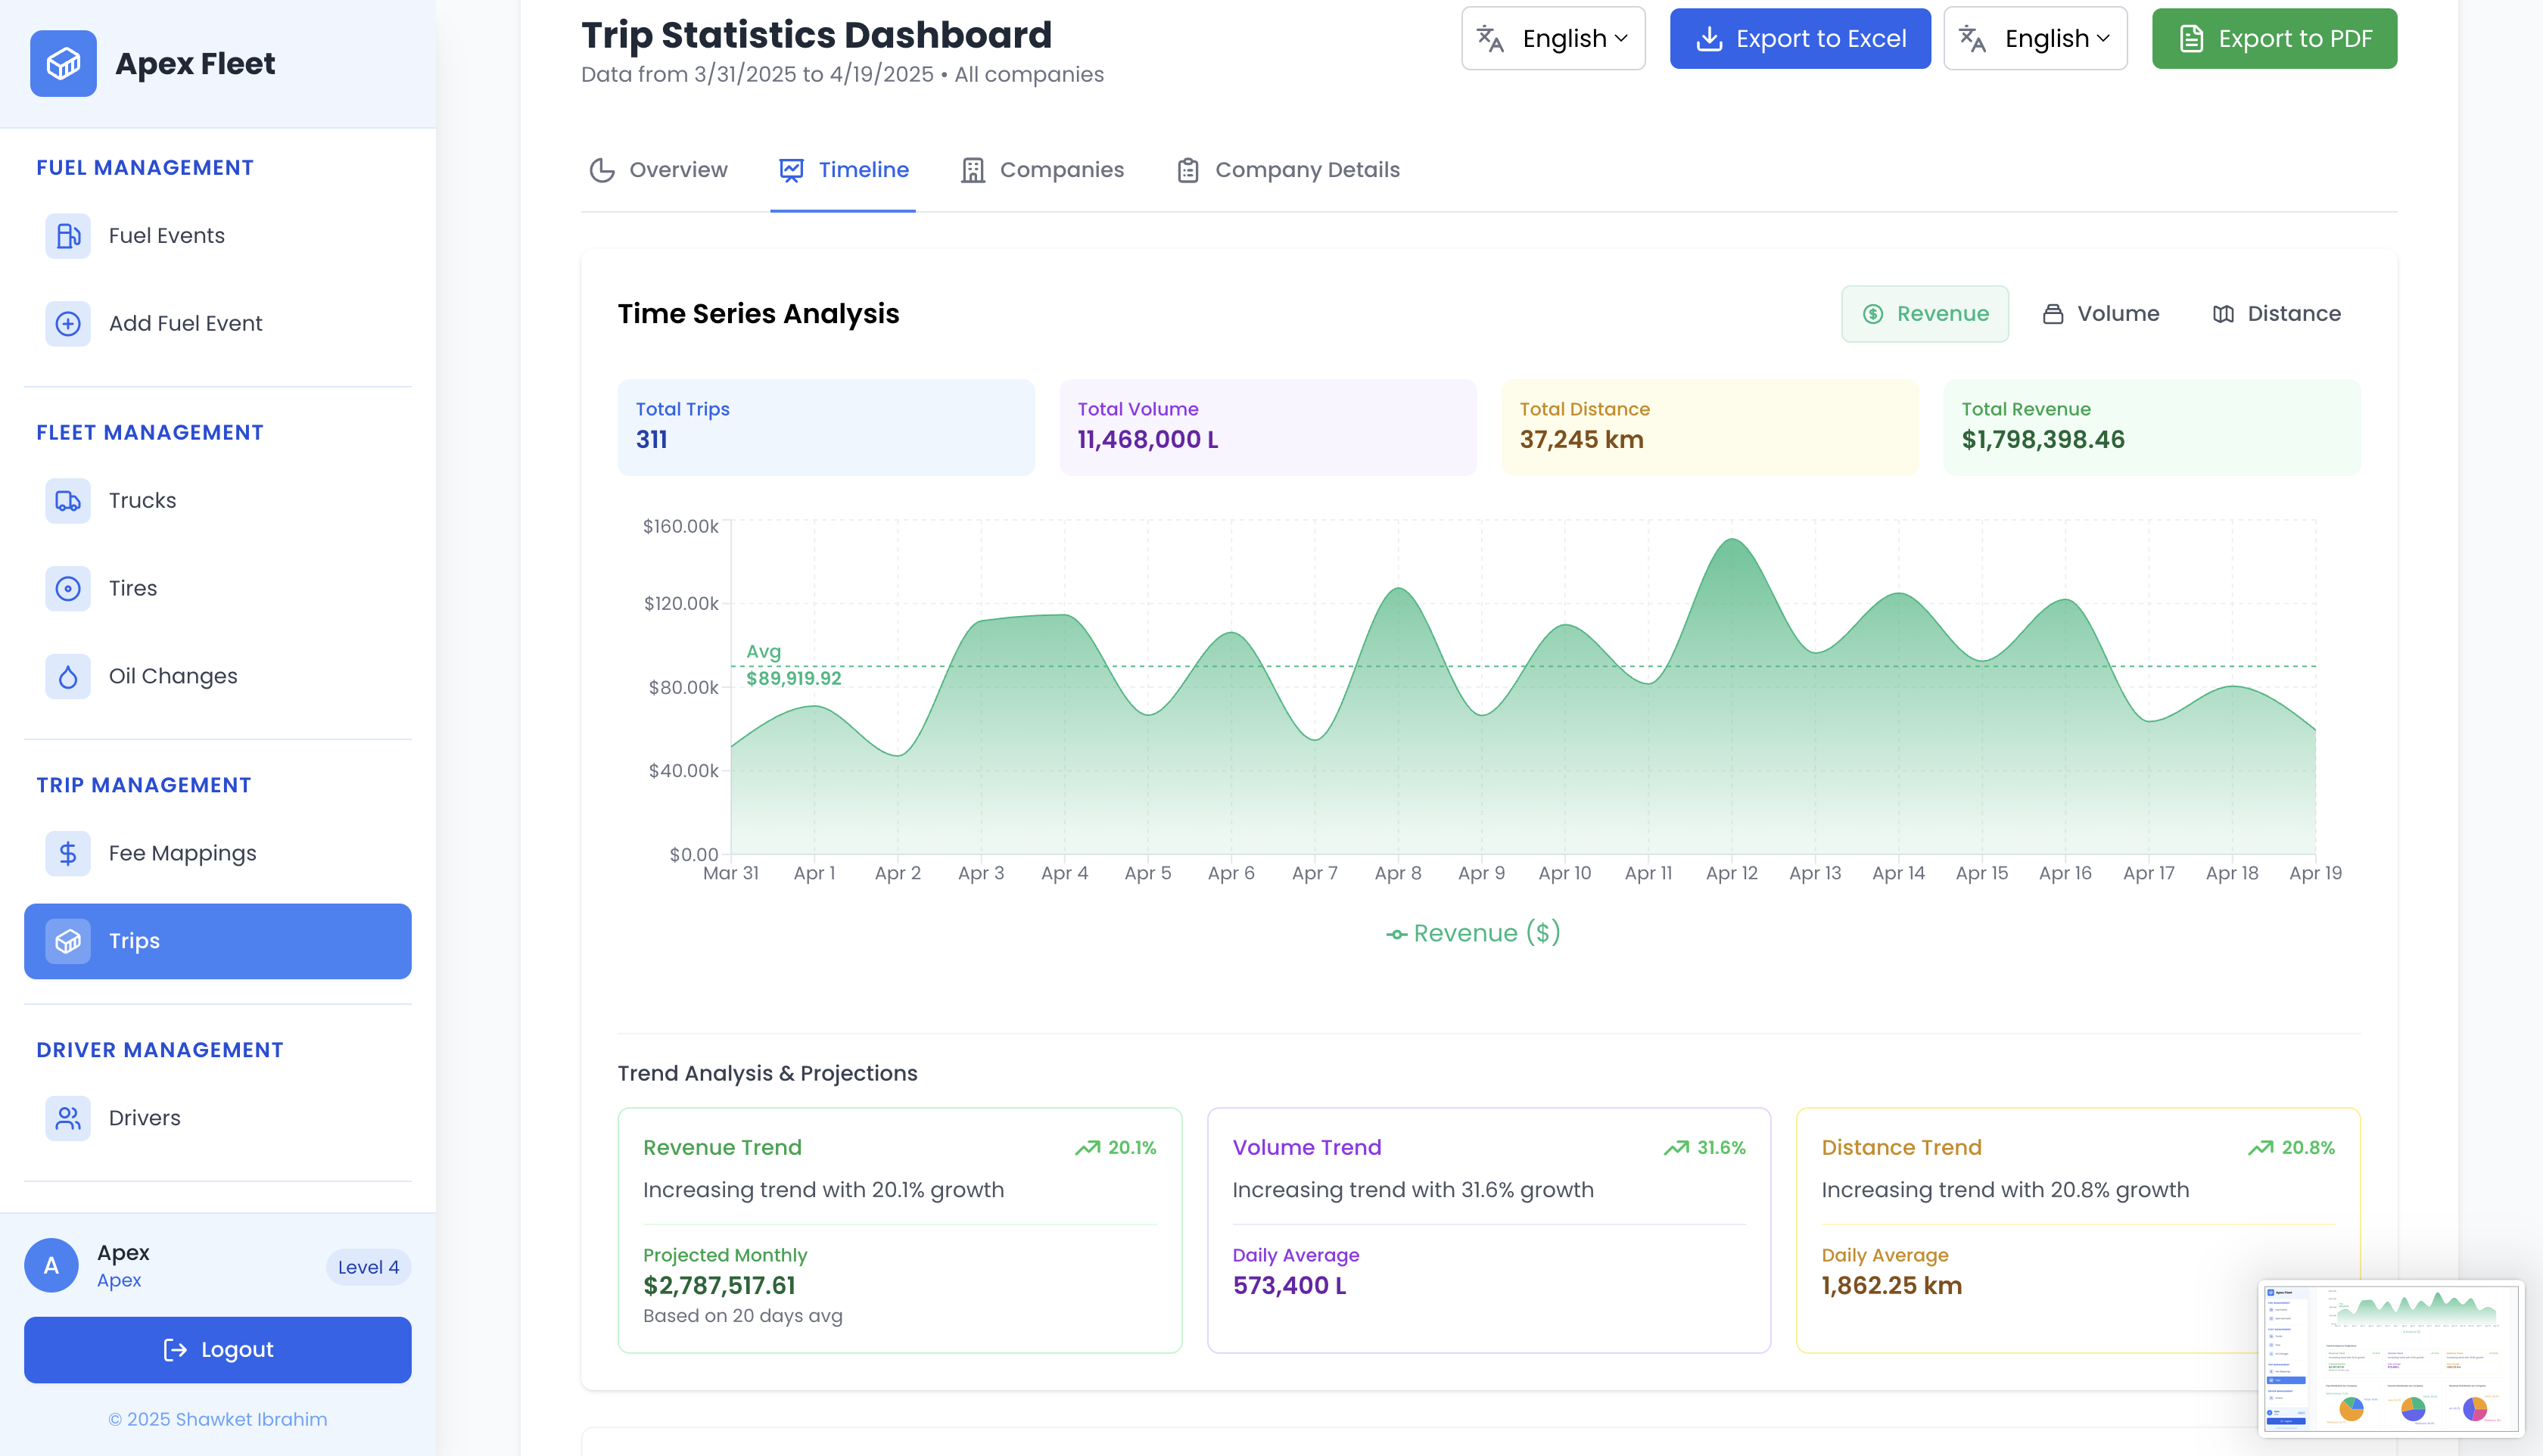 Apex Fleet
FUEL MANAGEMENT
Fuel Events
Add Fuel Event
FLEET MANAGEMENT
Trucks
Tires
Oil Changes
TRIP MANAGEMENT
Fee Mappings
Trips
DRIVER MANAGEMENT
Drivers
A
Apex
Apex
Level 4
Logout
© 2025 Shawket Ibrahim
Trip Statistics Dashboard
Data from 3/31/2025 to 4/19/2025 • All companies
English
Export to Excel
English
Export to PDF
Overview
Timeline
Companies
Company Details
Time Series Analysis
Revenue
Volume
Distance
Total Trips
311
Total Volume
11,468,000 L
Total Distance
37,245 km
Total Revenue
$1,798,398.46
$160.00k
$120.00k
$80.00k
$40.00k
$0.00
Avg
$89,919.92
Mar 31 Apr 1 Apr 2 Apr 3 Apr 4 Apr 5 Apr 6 Apr 7 Apr 8 Apr 9 Apr 10 Apr 11 Apr 12 Apr 13 Apr 14 Apr 15 Apr 16 Apr 17 Apr 18 Apr 19
Revenue ($)
Trend Analysis & Projections
Revenue Trend
20.1%
Increasing trend with 20.1% growth
Projected Monthly
$2,787,517.61
Based on 20 days avg
Volume Trend
31.6%
Increasing trend with 31.6% growth
Daily Average
573,400 L
Distance Trend
20.8%
Increasing trend with 20.8% growth
Daily Average
1,862.25 km